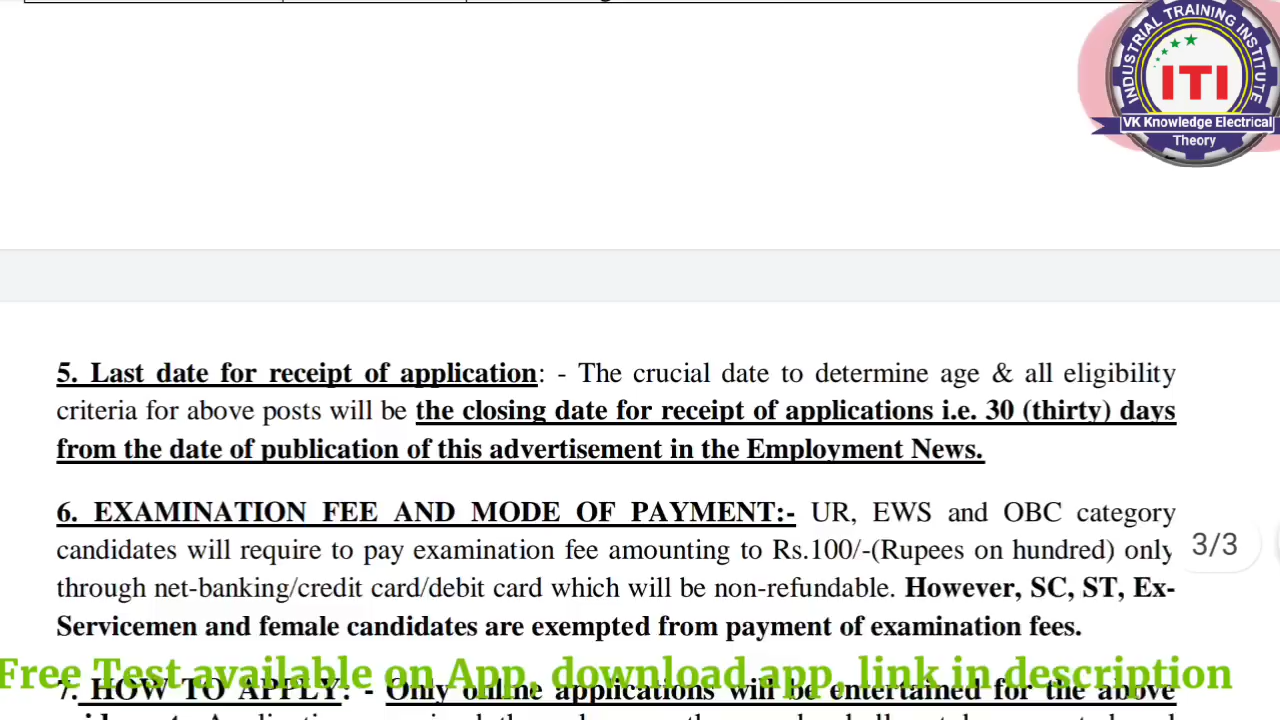 INDUSTRIAL TRAINING INSTITUTE
ITI
VK Knowledge Electrical
Theory
5. Last date for receipt of application: - The crucial date to determine age & all eligibility
criteria for above posts will be the closing date for receipt of applications i.e. 30 (thirty) days
from the date of publication of this advertisement in the Employment News.
6. EXAMINATION FEE AND MODE OF PAYMENT:- UR, EWS and OBC category
candidates will require to pay examination fee amounting to Rs.100/-(Rupees on hundred) only
3/3
through net-banking/credit card/debit card which will be non-refundable. However, SC, ST, Ex-
Servicemen and female candidates are exempted from payment of examination fees.
Free Test available on App, download app, link in description
7. HOW TO APPLY: - Only online applications will be entertained for the above